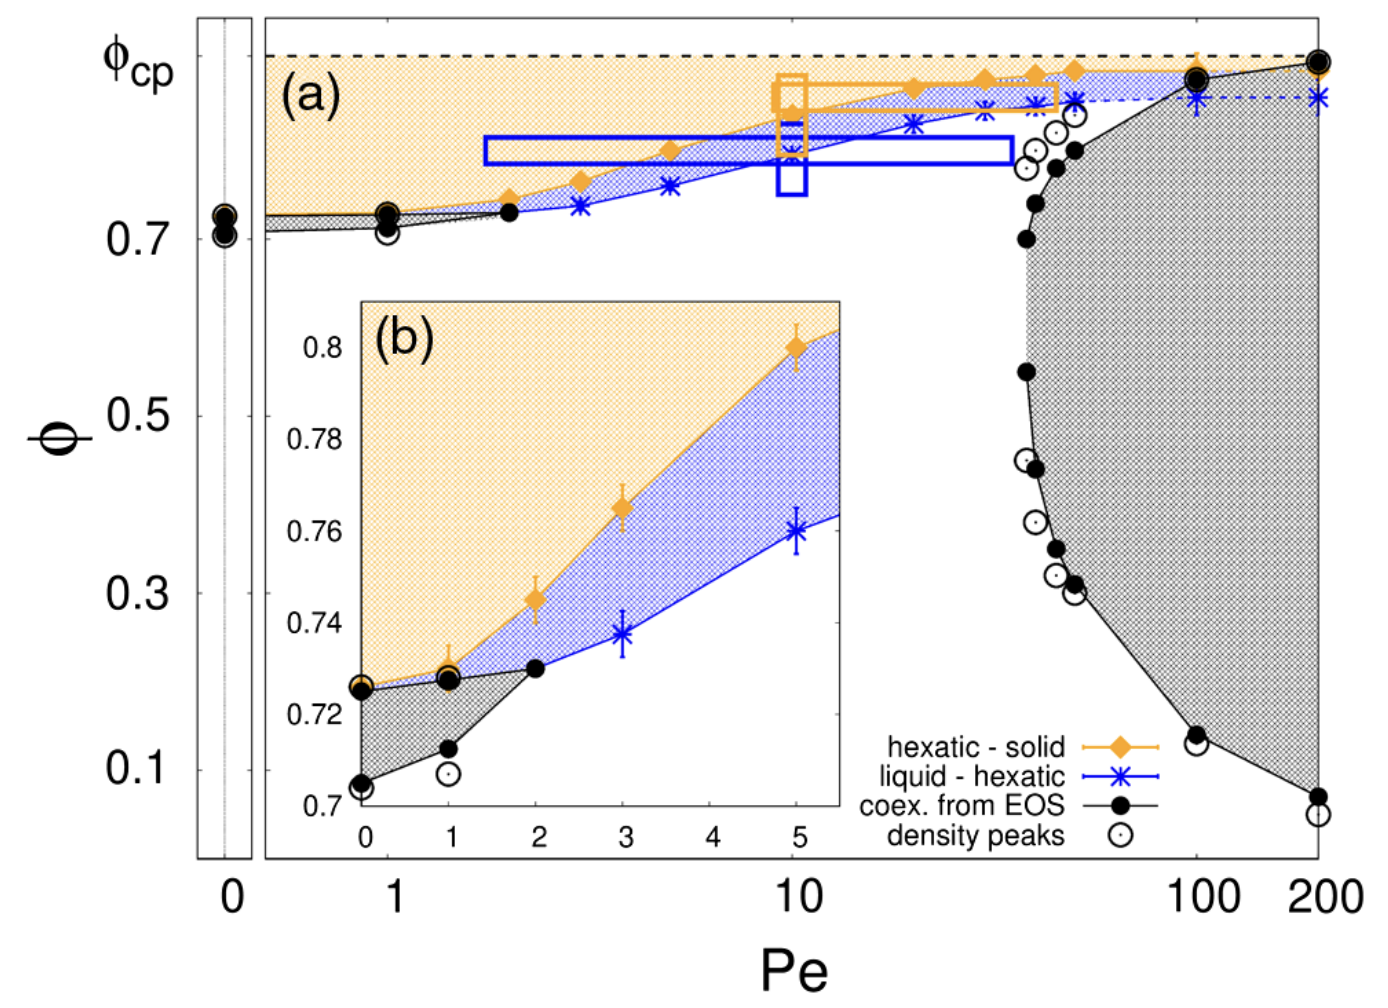 ϕcp
(a)
0.7
0.5
0.3
0.1
ϕ
(b)
0.8
0.78
0.76
0.74
0.72
0.7
0 1 2 3 4 5
hexatic - solid
liquid - hexatic
coex. from EOS
density peaks
0 1 10 100 200
Pe